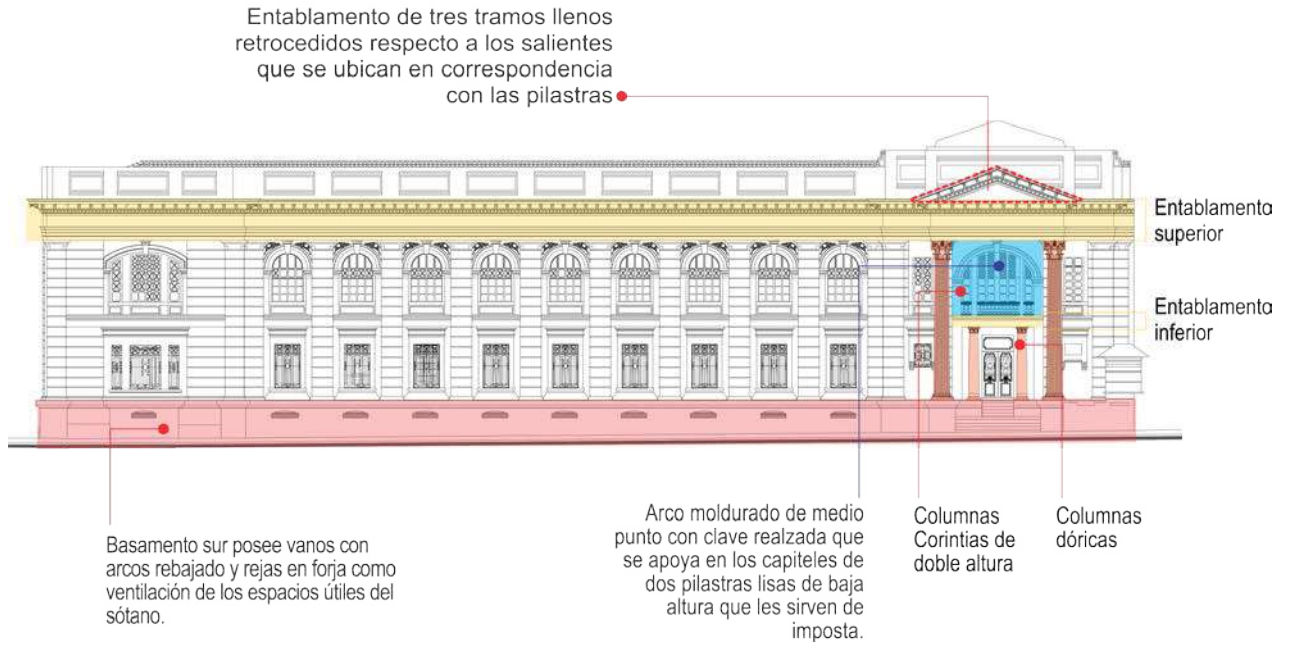 Entablamento de tres tramos llenos
retrocedidos respecto a los salientes
que se ubican en correspondencia
con las pilastras
Entablamento
superior
Entablamento
inferior
Basamento sur posee vanos con
arcos rebajado y rejas en forja como
ventilación de los espacios útiles del
sótano.
Arco moldurado de medio
punto con clave realzada que
se apoya en los capiteles de
dos pilastras lisas de baja
altura que les sirven de
imposta.
Columnas
Corintias de
doble altura
Columnas
dóricas